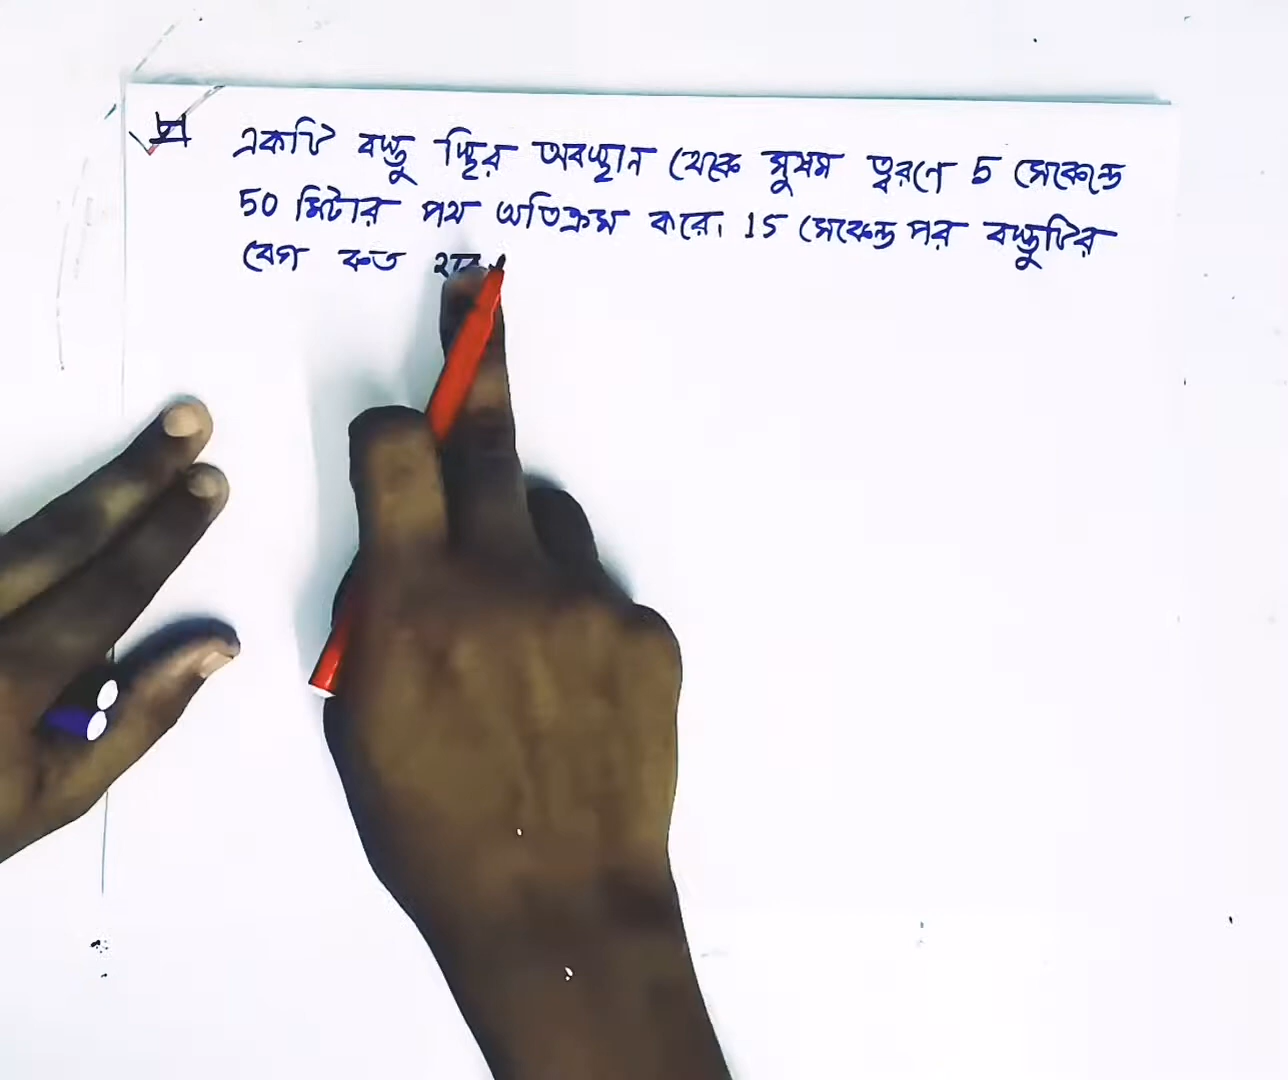 একটি বস্তু স্থির অবস্থান থেকে সুষম ত্বরণে 5 সেকেন্ডে
50 মিটার পথ অতিক্রম করে। 15 সেকেন্ড পর বস্তুটির
বেগ কত